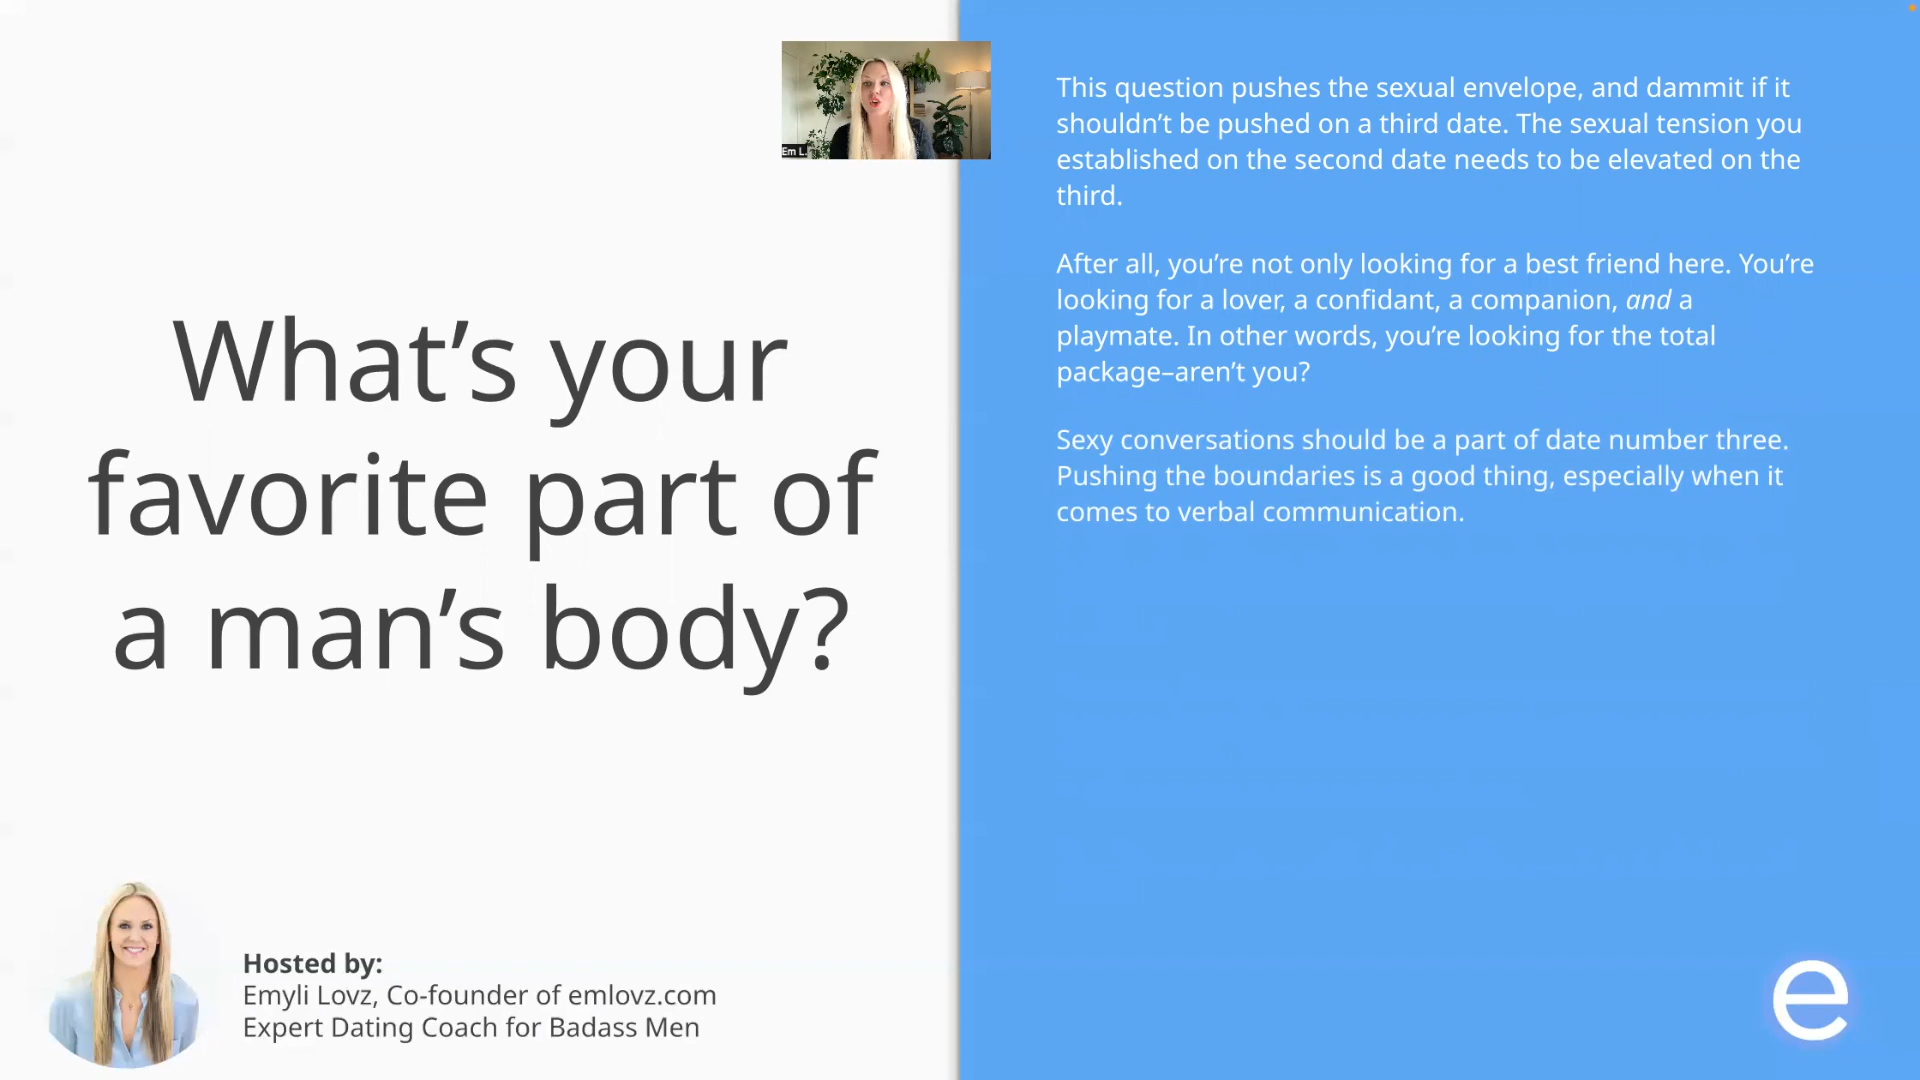 What’s your
favorite part of
a man’s body?
Em L.
This question pushes the sexual envelope, and dammit if it
shouldn’t be pushed on a third date. The sexual tension you
established on the second date needs to be elevated on the
third.
After all, you’re not only looking for a best friend here. You’re
looking for a lover, a confidant, a companion, and a
playmate. In other words, you’re looking for the total
package–aren’t you?
Sexy conversations should be a part of date number three.
Pushing the boundaries is a good thing, especially when it
comes to verbal communication.
Hosted by:
Emyli Lovz, Co-founder of emlovz.com
Expert Dating Coach for Badass Men
e